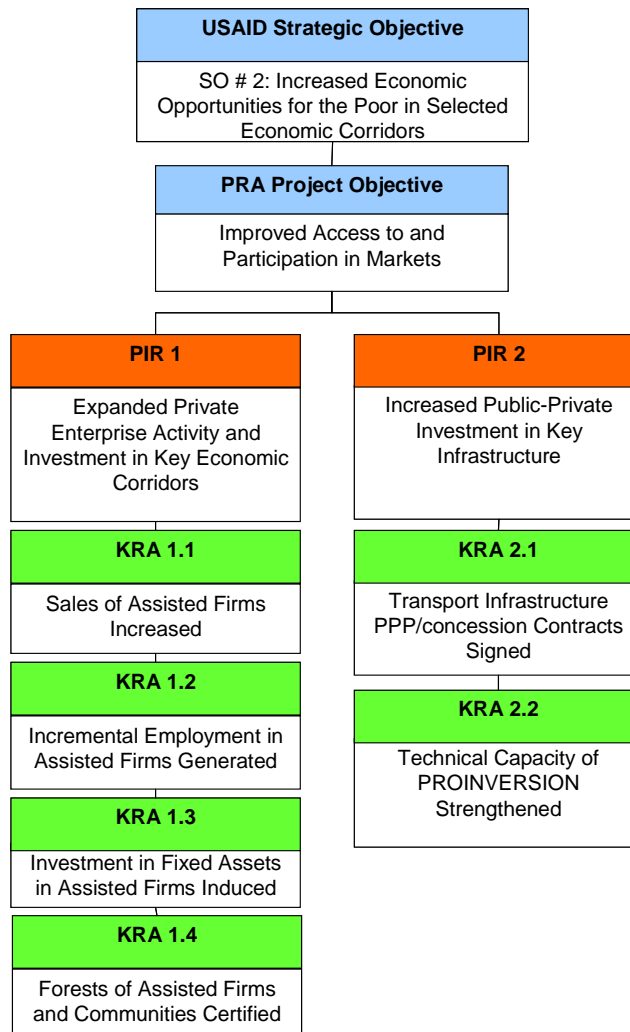 USAID Strategic Objective
SO # 2: Increased Economic
Opportunities for the Poor in Selected
Economic Corridors
PRA Project Objective
Improved Access to and
Participation in Markets
PIR 1
Expanded Private
Enterprise Activity and
Investment in Key Economic
Corridors
KRA 1.1
Sales of Assisted Firms
Increased
KRA 1.2
Incremental Employment in
Assisted Firms Generated
KRA 1.3
Investment in Fixed Assets
in Assisted Firms Induced
KRA 1.4
Forests of Assisted Firms
and Communities Certified
PIR 2
Increased Public-Private
Investment in Key
Infrastructure
KRA 2.1
Transport Infrastructure
PPP/concession Contracts
Signed
KRA 2.2
Technical Capacity of
PROINVERSION
Strengthened